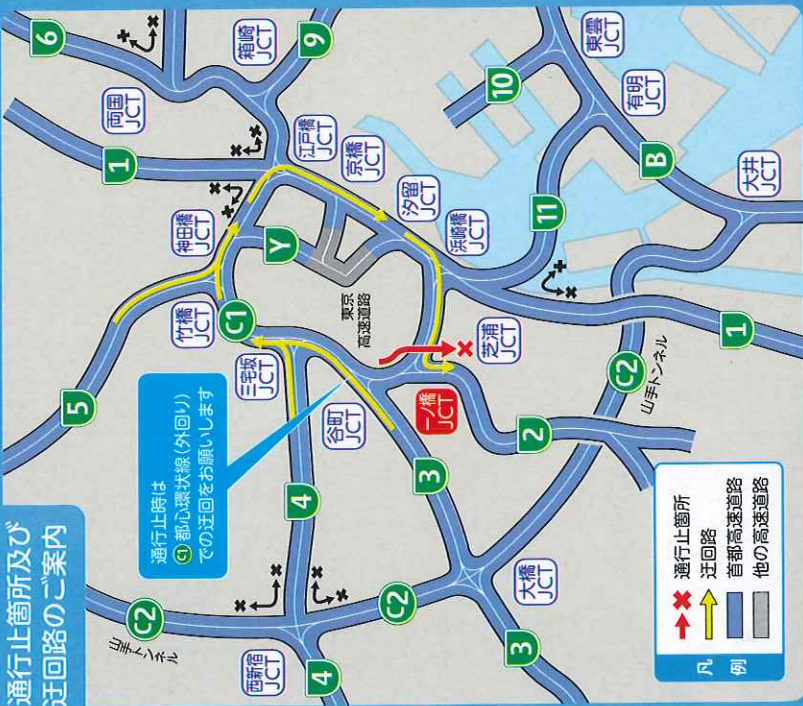 通行止箇所及び
迂回路のご案内
6
両国
JCT
箱崎
JCT
9
1
江戸橋
JCT
京橋
JCT
神田橋
JCT
竹橋
JCT
C1
Y
東京
高速道路
汐留
JCT
浜崎橋
JCT
10
東雲
JCT
有明
JCT
B
大井
JCT
11
5
三宅坂
JCT
谷町
JCT
通行止時は
C1都心環状線(外回り)
での迂回をお願いします
芝浦
JCT
一ノ橋
JCT
1
C2
山手トンネル
2
4
3
C2
山手トンネル
C2
西新宿
JCT
4
大橋
JCT
3
凡例
通行止箇所
迂回路
首都高速道路
他の高速道路